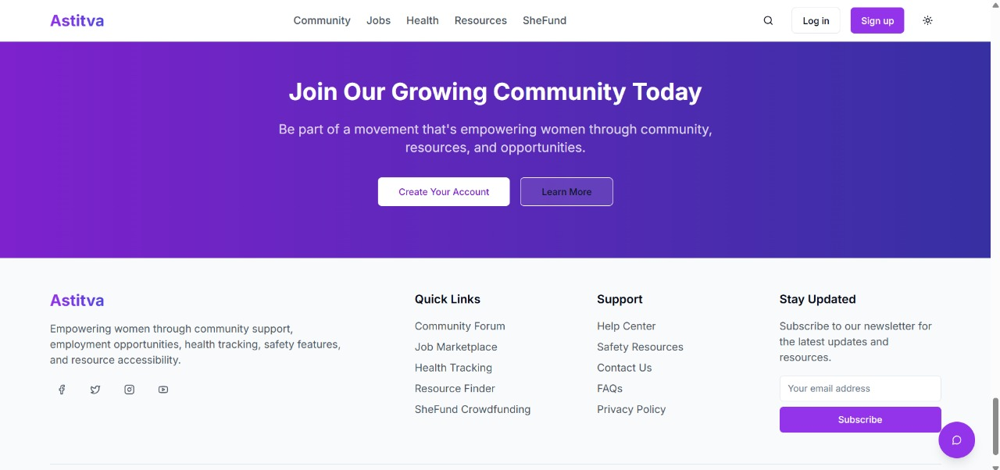 Astitva
Community
Jobs
Health
Resources
SheFund
Log in
Sign up
Join Our Growing Community Today
Be part of a movement that's empowering women through community,
resources, and opportunities.
Create Your Account
Learn More
Astitva
Empowering women through community support,
employment opportunities, health tracking, safety features,
and resource accessibility.
Quick Links
Community Forum
Job Marketplace
Health Tracking
Resource Finder
SheFund Crowdfunding
Support
Help Center
Safety Resources
Contact Us
FAQs
Privacy Policy
Stay Updated
Subscribe to our newsletter for
the latest updates and
resources.
Your email address
Subscribe